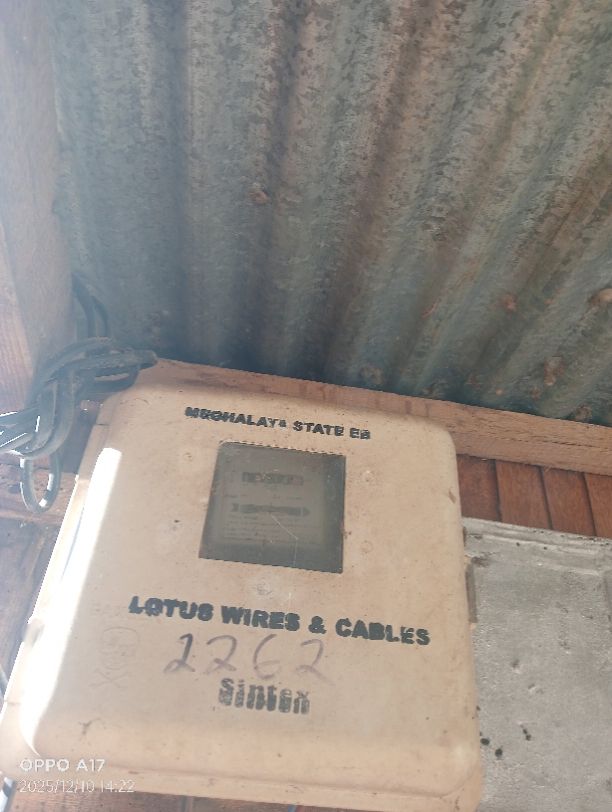 MEGHALAYA STATE EB
LOTUS WIRES & CABLES
2262
Sintex
OPPO A17
2025/12/10 14:22